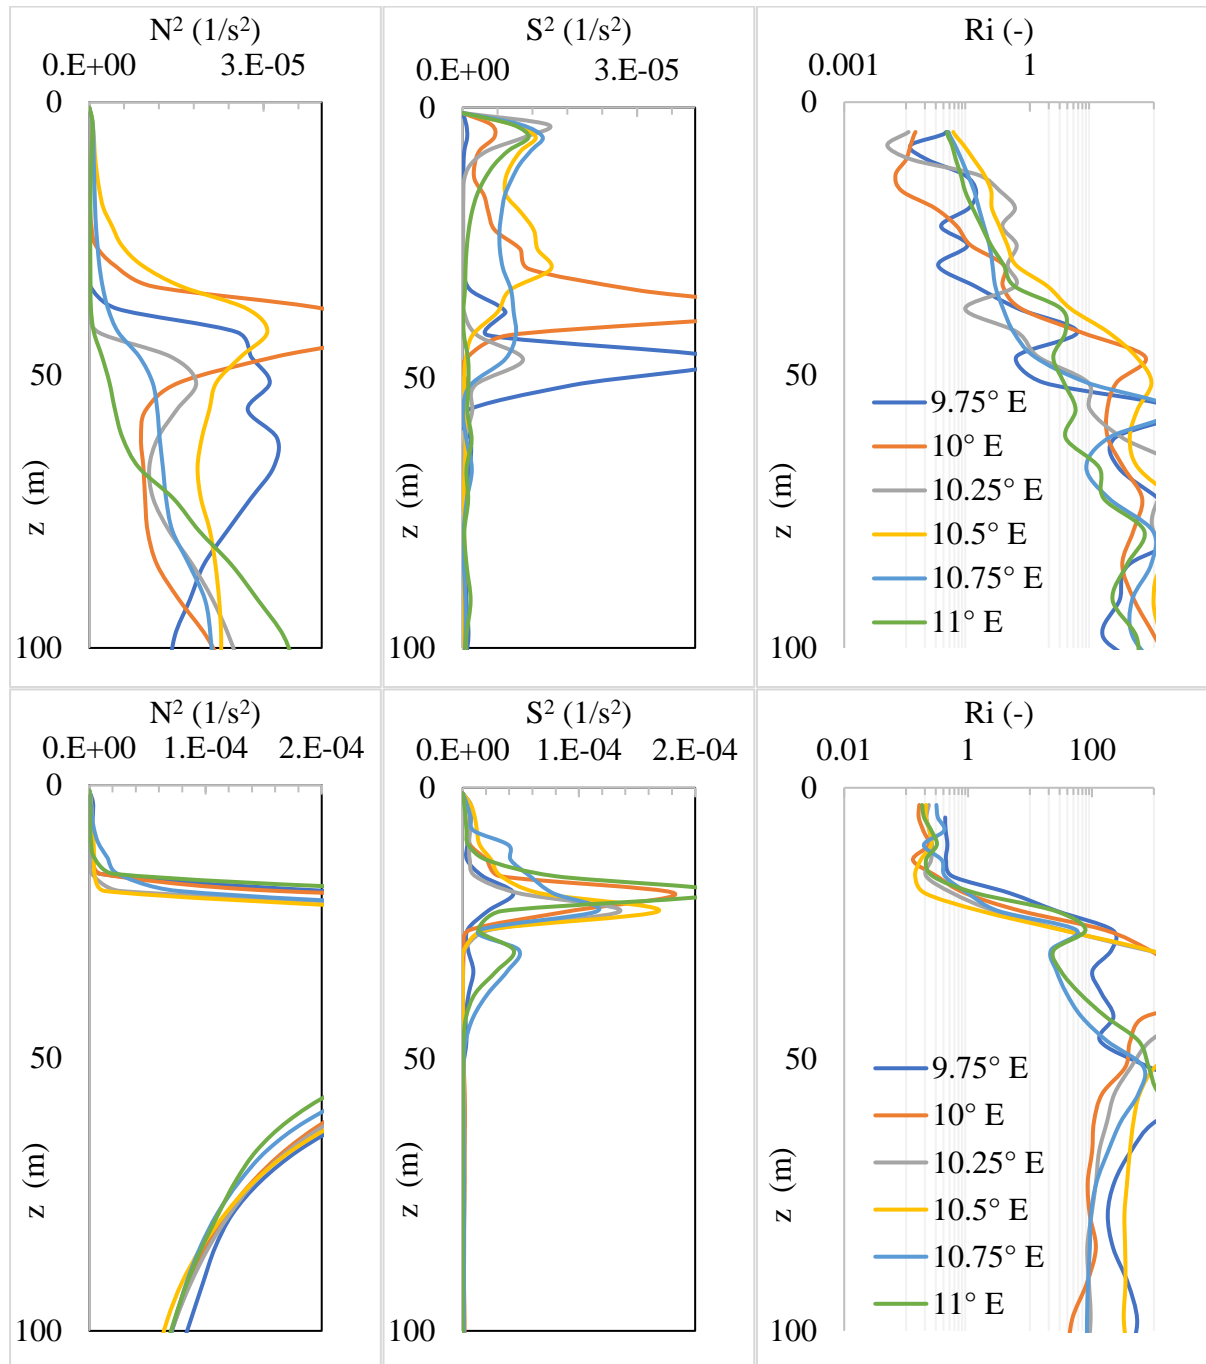 N² (1/s²)
0.E+00 3.E-05
0
50
100
z (m)
S² (1/s²)
0.E+00 3.E-05
0
50
100
z (m)
Ri (-)
0.001 1
0
50
100
z (m)
9.75° E
10° E
10.25° E
10.5° E
10.75° E
11° E
N² (1/s²)
0.E+00 1.E-04 2.E-04
0
50
100
z (m)
S² (1/s²)
0.E+00 1.E-04 2.E-04
0
50
100
z (m)
Ri (-)
0.01 1 100
0
50
100
z (m)
9.75° E
10° E
10.25° E
10.5° E
10.75° E
11° E